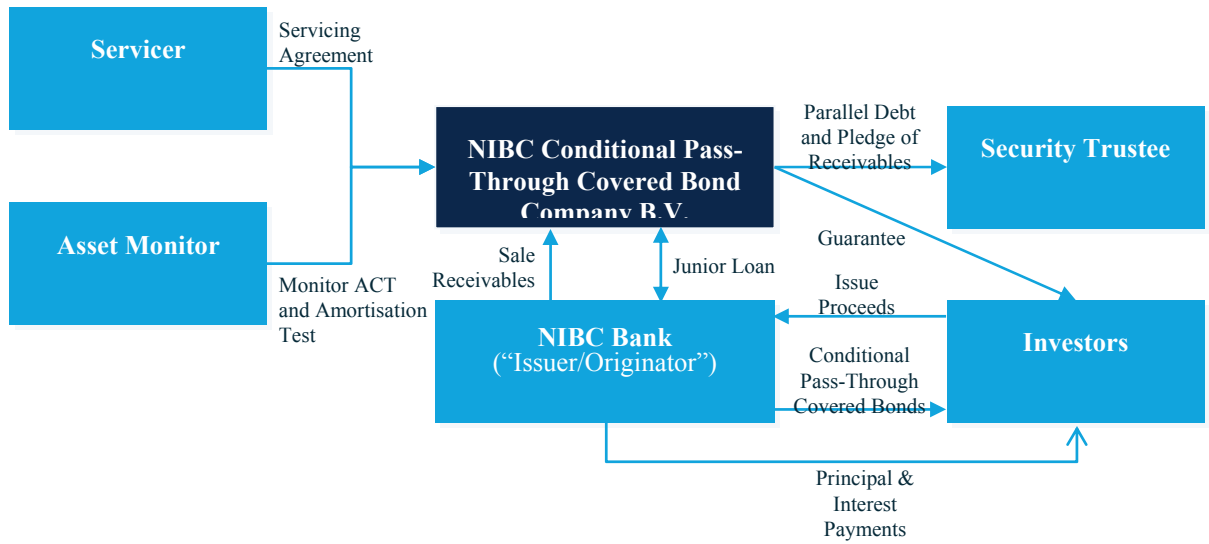 Servicer
Servicing
Agreement
NIBC Conditional Pass-
Through Covered Bond
Company B.V.
Parallel Debt
and Pledge of
Receivables
Security Trustee
Asset Monitor
Monitor ACT
and Amortisation
Test
Sale
Receivables
Junior Loan
Guarantee
Issue
Proceeds
NIBC Bank
(“Issuer/Originator”)
Investors
Conditional
Pass-Through
Covered Bonds
Principal &
Interest
Payments